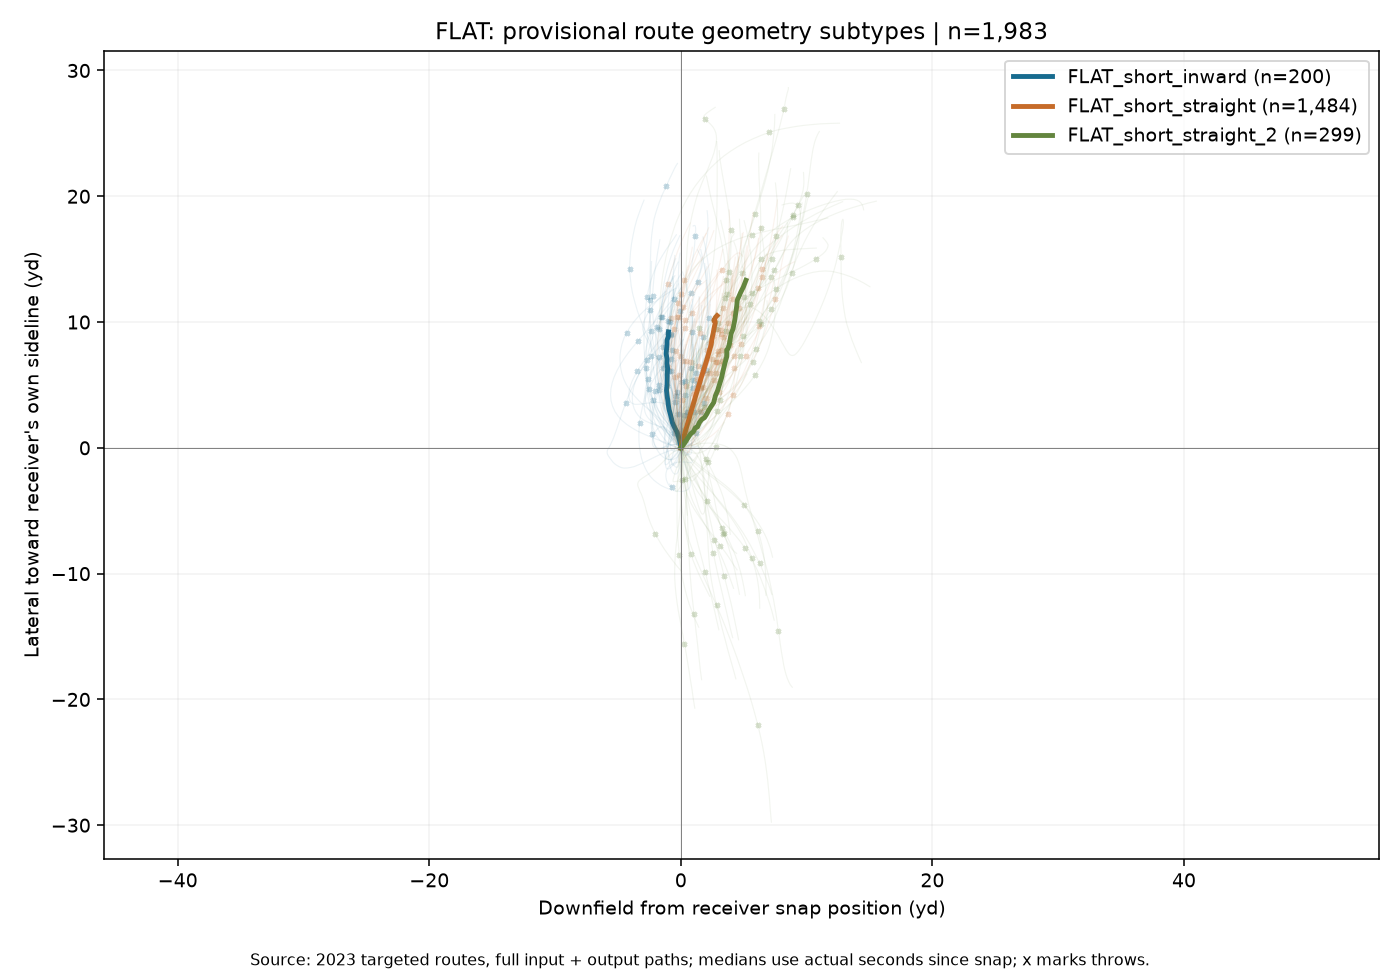 FLAT: provisional route geometry subtypes | n=1,983
FLAT_short_inward (n=200)
FLAT_short_straight (n=1,484)
FLAT_short_straight_2 (n=299)
Lateral toward receiver's own sideline (yd)
30
20
10
0
−10
−20
−30
−40
−20
0
20
40
Downfield from receiver snap position (yd)
Source: 2023 targeted routes, full input + output paths; medians use actual seconds since snap; x marks throws.